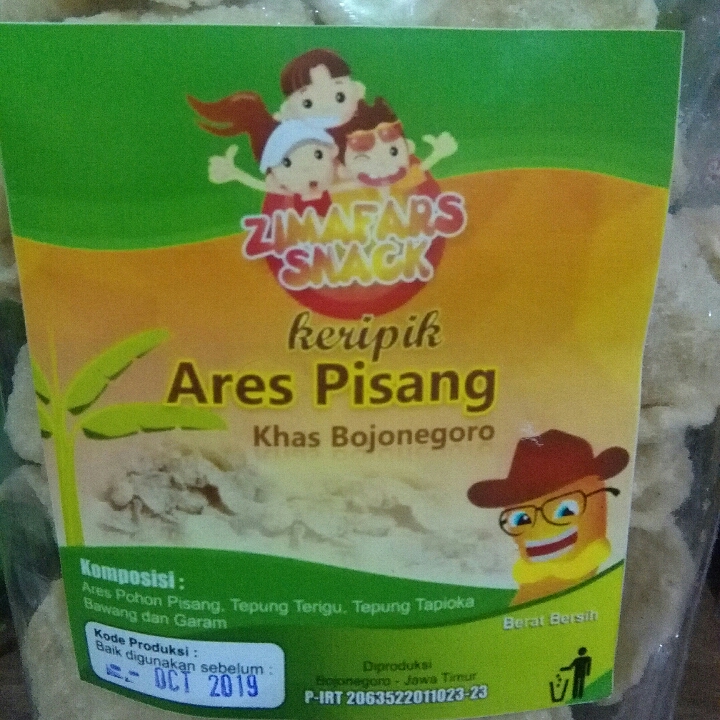 ZIMAFARS
SNACK
keripik
Ares Pisang
Khas Bojonegoro
Komposisi :
Ares Pohon Pisang, Tepung Terigu, Tepung Tapioka
Bawang dan Garam
Berat Bersih
Kode Produksi :
Baik digunakan sebelum :
OCT 2019
Diproduksi
Bojonegoro - Jawa Timur
P-IRT 2063522011023-23